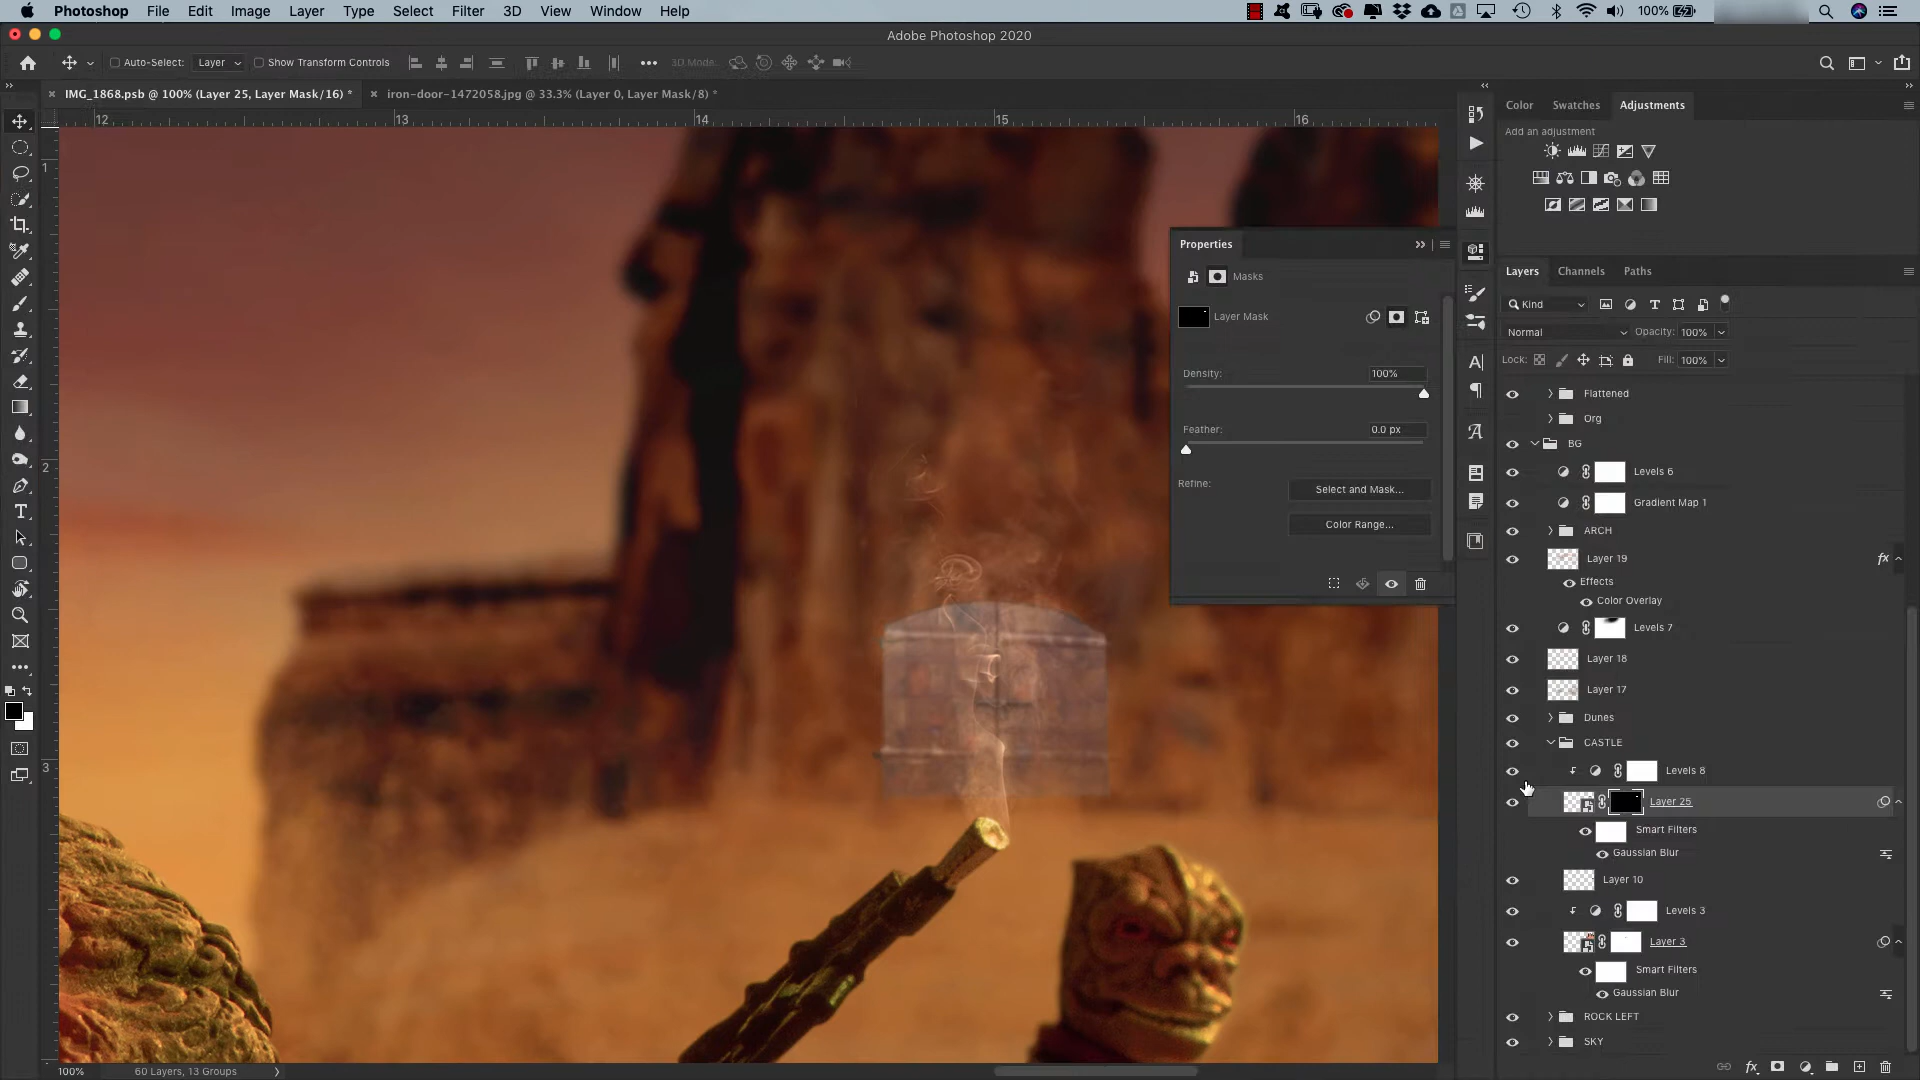 Photoshop File Edit Image Layer Type Select Filter 3D View Window Help 100%
Adobe Photoshop 2020
Auto-Select: Layer Show Transform Controls 3D Mode:
IMG_1868.psb @ 100% (Layer 25, Layer Mask/16) * iron-door-1472058.jpg @ 33.3% (Layer 0, Layer Mask/8) *
12 13 14 15 16
1
2
3
Color Swatches Adjustments
Add an adjustment
Properties
Masks
Layer Mask
Density: 100%
Feather: 0.0 px
Refine: Select and Mask...
Color Range...
Layers Channels Paths
Kind
Normal Opacity: 100%
Lock: Fill: 100%
Flattened
Org
BG
Levels 6
Gradient Map 1
ARCH
Layer 19 fx
Effects
Color Overlay
Levels 7
Layer 18
Layer 17
Dunes
CASTLE
Levels 8
Layer 25
Smart Filters
Gaussian Blur
Layer 10
Levels 3
Layer 3
Smart Filters
Gaussian Blur
ROCK LEFT
SKY
100% 60 Layers, 13 Groups